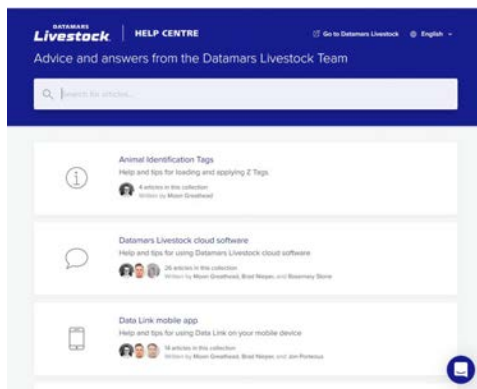 DATAMARS
Livestock
HELP CENTRE
Go to Datamars Livestock
English
Advice and answers from the Datamars Livestock Team
Search for articles...
Animal Identification Tags
Help and tips for loading and applying Z Tags
4 articles in this collection
Written by Moon Greathead
Datamars Livestock cloud software
Help and tips for using Datamars Livestock cloud software
26 articles in this collection
Written by Moon Greathead, Brad Nieper, and Rosemary Stone
Data Link mobile app
Help and tips for using Data Link on your mobile device
14 articles in this collection
Written by Moon Greathead, Brad Nieper, and Jon Porteous